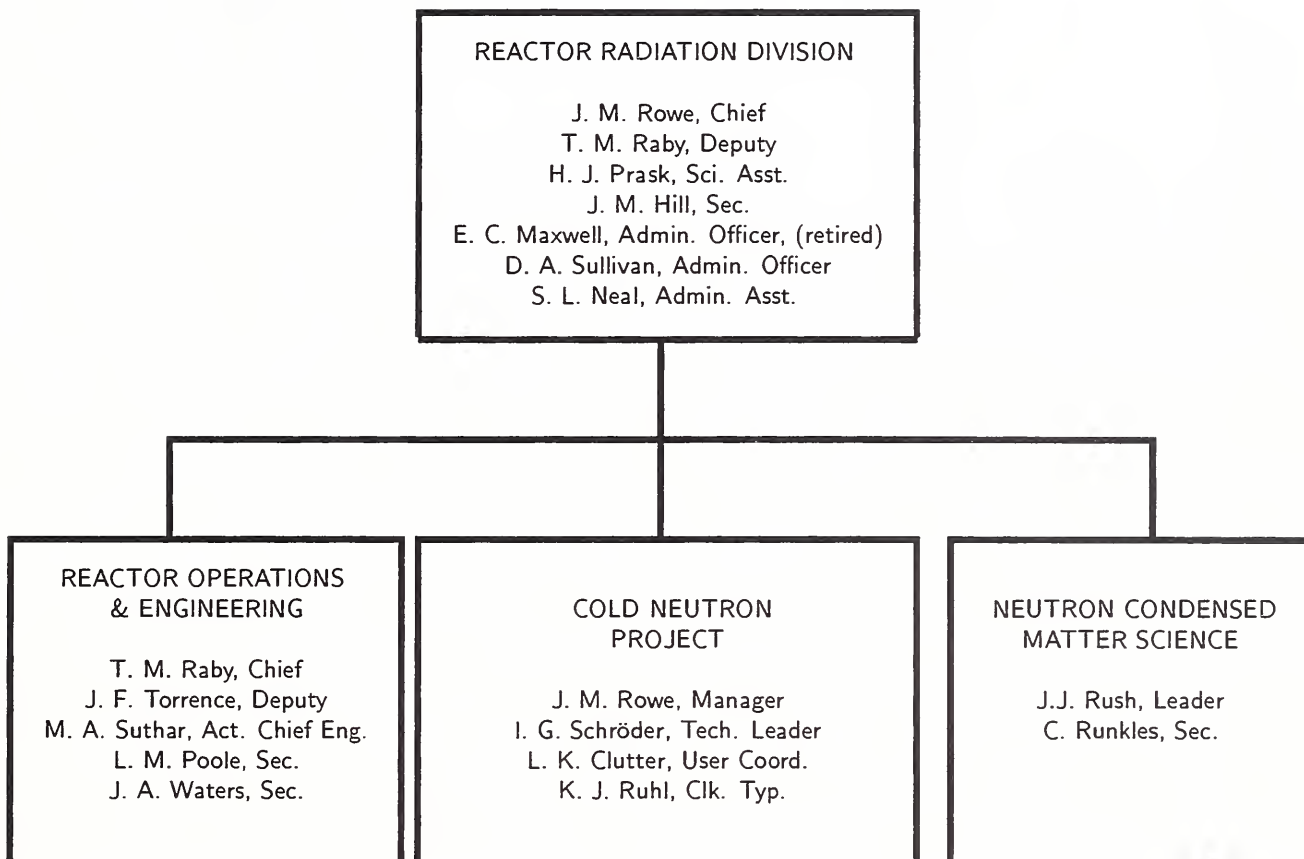 REACTOR RADIATION DIVISION
J. M. Rowe, Chief
T. M. Raby, Deputy
H. J. Prask, Sci. Asst.
J. M. Hill, Sec.
E. C. Maxwell, Admin. Officer, (retired)
D. A. Sullivan, Admin. Officer
S. L. Neal, Admin. Asst.
REACTOR OPERATIONS
& ENGINEERING
T. M. Raby, Chief
J. F. Torrence, Deputy
M. A. Suthar, Act. Chief Eng.
L. M. Poole, Sec.
J. A. Waters, Sec.
COLD NEUTRON
PROJECT
J. M. Rowe, Manager
I. G. Schröder, Tech. Leader
L. K. Clutter, User Coord.
K. J. Ruhl, Clk. Typ.
NEUTRON CONDENSED
MATTER SCIENCE
J.J. Rush, Leader
C. Runkles, Sec.